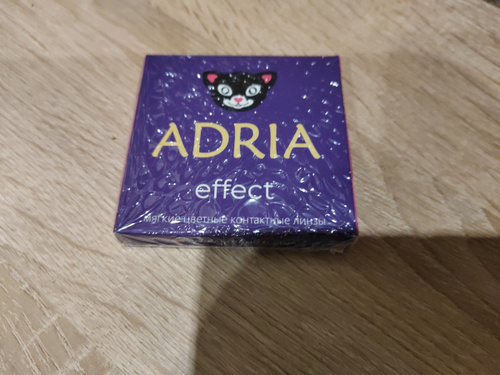 ADRIA
effect
мягкие цветные контактные линзы